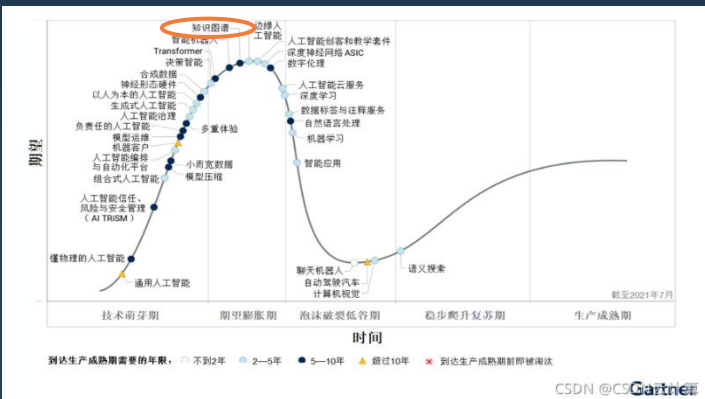 知识图谱
边缘人
工智能
智能机器人
Transformer
决策智能
合成数据
神经形态硬件
以人为本的人工智能
生成式人工智能
人工智能治理
负责任的人工智能
多重体验
模型运维
机器客户
人工智能编排
与自动化平台
小而宽数据
模型压缩
组合式人工智能
人工智能信任、
风险与安全管理
（ AI TRiSM ）
懂物理的人工智能
通用人工智能
人工智能创客和教学套件
深度神经网络 ASIC
数字伦理
人工智能云服务
深度学习
数据标签与注释服务
自然语言处理
机器学习
智能应用
聊天机器人
自动驾驶汽车
计算机视觉
语义搜索
期望
截至2021年7月
技术萌芽期
期望膨胀期
泡沫破裂低谷期
稳步爬升复苏期
生产成熟期
时间
到达生产成熟期需要的年限：
不到2年
2—5年
5—10年
超过10年
到达生产成熟期前即被淘汰
Gartner